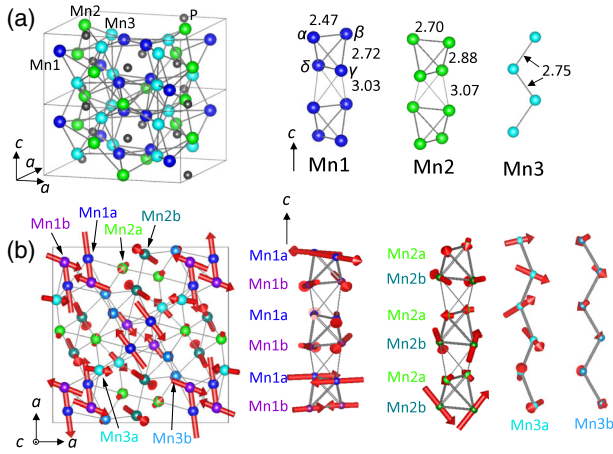 (a)
Mn2
Mn3
P
Mn1
c
a
a
2.47
α
β
2.72
δ
γ
3.03
c
Mn1
2.70
2.88
3.07
Mn2
2.75
Mn3
(b)
Mn1b
Mn1a
Mn2a
Mn2b
a
c
a
Mn3a
Mn3b
c
Mn1a
Mn1b
Mn1a
Mn1b
Mn1a
Mn1b
Mn2a
Mn2b
Mn2a
Mn2b
Mn2a
Mn2b
Mn3a
Mn3b